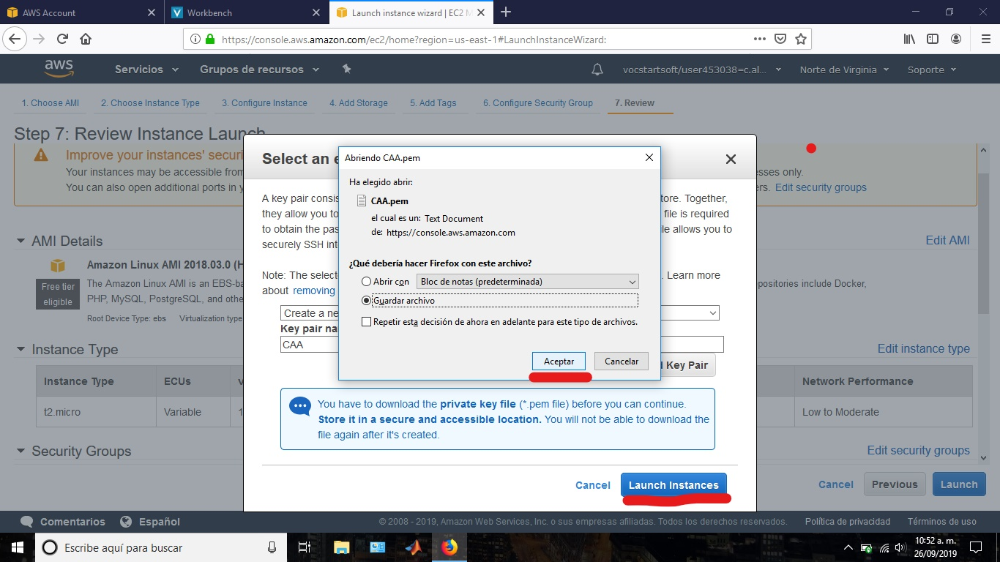 AWS Account
Workbench
Launch instance wizard | EC2 M
https://console.aws.amazon.com/ec2/home?region=us-east-1#LaunchInstanceWizard:
aws
Servicios
Grupos de recursos
vocstartsoft/user453038=c.al...
Norte de Virginia
Soporte
1. Choose AMI
2. Choose Instance Type
3. Configure Instance
4. Add Storage
5. Add Tags
6. Configure Security Group
7. Review
Step 7: Review Instance Launch
Improve your instances' securi
Your instances may be accessible from
esses only.
You can also open additional ports in y
ers. Edit security groups
AMI Details
Edit AMI
Amazon Linux AMI 2018.03.0 (H
Free tier
eligible
The Amazon Linux AMI is an EBS-ba
positories include Docker,
PHP, MySQL, PostgreSQL, and othe
Root Device Type: ebs
Virtualization type:
Instance Type
Edit instance type
Instance Type
ECUs
v
Network Performance
t2.micro
Variable
1
Low to Moderate
Security Groups
Edit security groups
Cancel
Previous
Launch
Select an e
A key pair consis
tore. Together,
they allow you to
file is required
to obtain the pas
le allows you to
securely SSH int
Note: The selecte
. Learn more
about removing
Create a ne
Key pair na
CAA
d Key Pair
You have to download the private key file (*.pem file) before you can continue.
Store it in a secure and accessible location. You will not be able to download the
file again after it's created.
Cancel
Launch Instances
Abriendo CAA.pem
Ha elegido abrir:
CAA.pem
el cual es un: Text Document
de: https://console.aws.amazon.com
¿Qué debería hacer Firefox con este archivo?
Abrir con
Bloc de notas (predeterminada)
Guardar archivo
Repetir esta decisión de ahora en adelante para este tipo de archivos.
Aceptar
Cancelar
Comentarios
Español
© 2008 - 2019, Amazon Web Services, Inc. o sus empresas afiliadas. Todos los derechos reservados.
Política de privacidad
Términos de uso
Escribe aquí para buscar
10:52 a. m.
26/09/2019